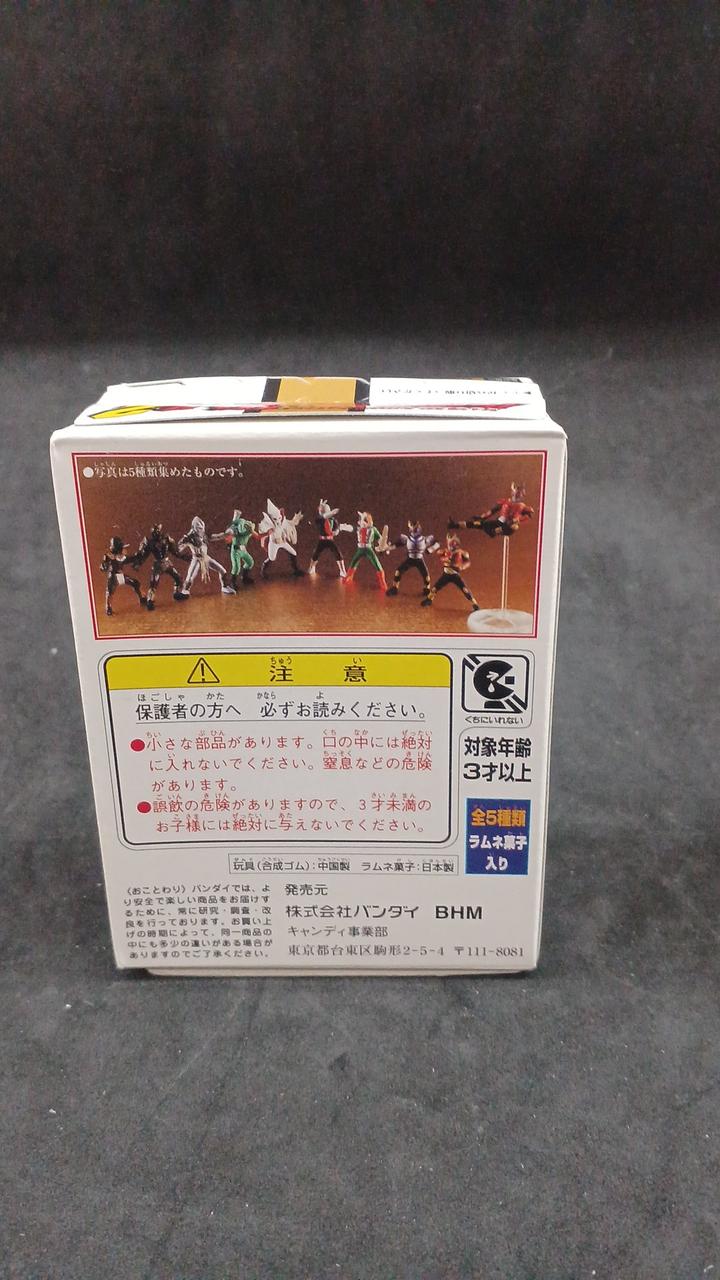 ●写真は5種類集めたものです。
注意
保護者の方へ 必ずお読みください。
●小さな部品があります。口の中には絶対
に入れないでください。窒息などの危険
があります。
●誤飲の危険がありますので、3才未満の
お子様には絶対に与えないでください。
くちにいれない
対象年齢
3才以上
全5種類
ラムネ菓子
入り
玩具(合成ゴム):中国製 ラムネ菓子:日本製
《おことわり》バンダイでは、よ
り安全で楽しい商品をお届けす
るために、常に研究・調査・改
良を行っております。お買い上
げの時期によって、同一商品の
中にも多少の違いがある場合が
ありますのでご了承ください。
発売元
株式会社バンダイ BHM
キャンディ事業部
東京都台東区駒形2-5-4 〒111-8081